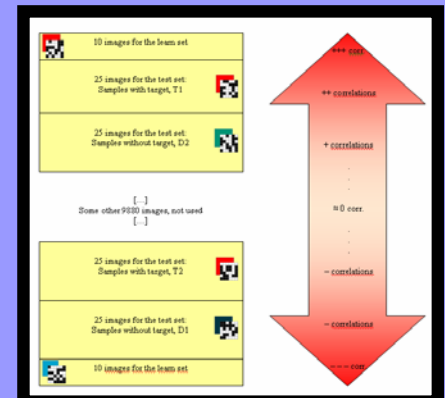 10 images for the learn set
25 images for the test set:
Samples with target, T1
25 images for the test set:
Samples without target, D2
[...]
Some other 9880 images, not used
[...]
25 images for the test set:
Samples with target, T2
25 images for the test set:
Samples without target, D1
10 images for the learn set
+++ corr.
++ correlations
+ correlations
.
.
.
≈0 corr.
.
.
.
− correlations
− correlations
− − − corr.